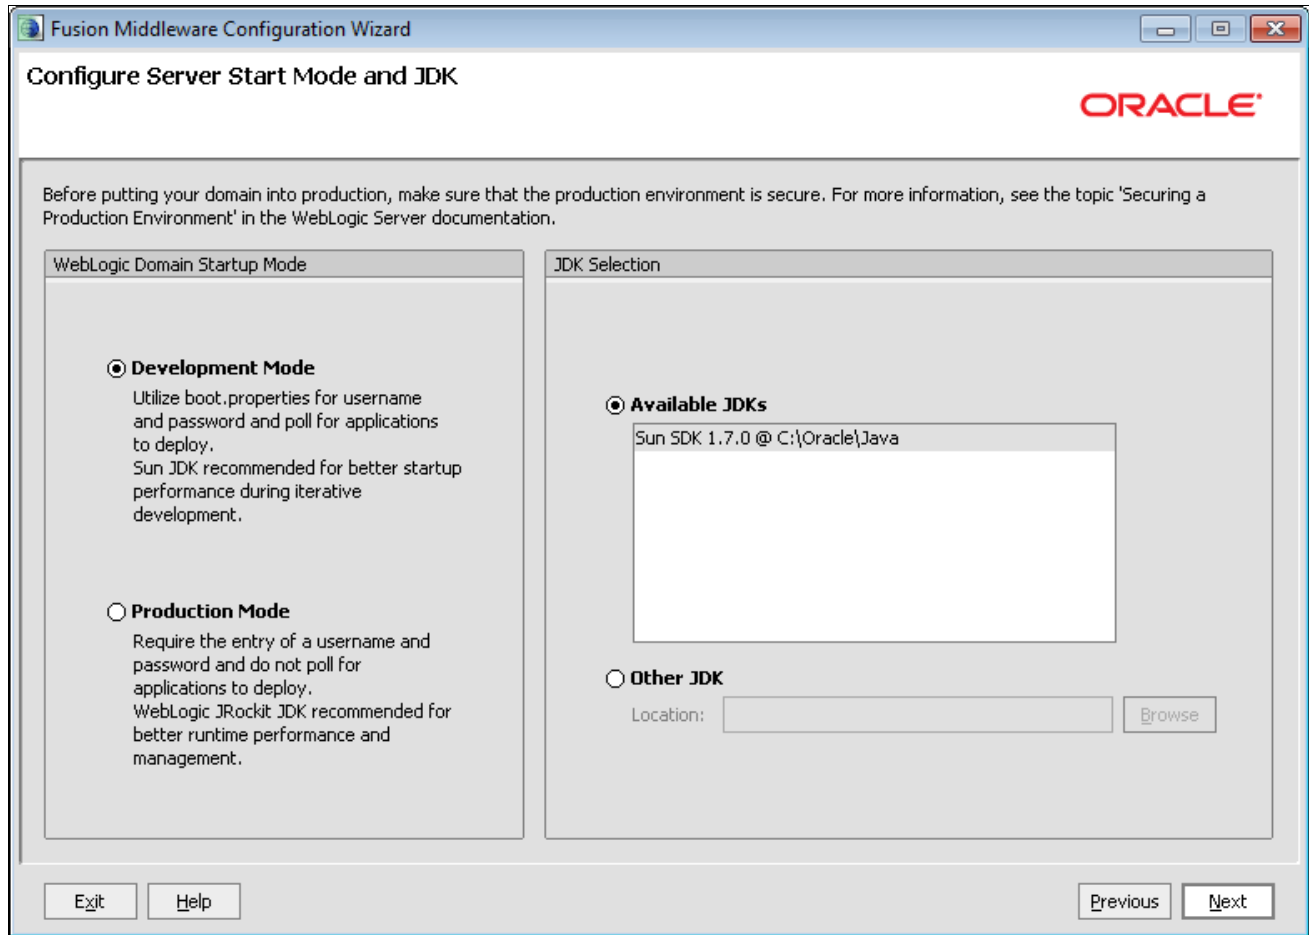 Fusion Middleware Configuration Wizard
Configure Server Start Mode and JDK
ORACLE
Before putting your domain into production, make sure that the production environment is secure. For more information, see the topic 'Securing a
Production Environment' in the WebLogic Server documentation.
WebLogic Domain Startup Mode
Development Mode
Utilize boot.properties for username
and password and poll for applications
to deploy.
Sun JDK recommended for better startup
performance during iterative
development.
Production Mode
Require the entry of a username and
password and do not poll for
applications to deploy.
WebLogic JRockit JDK recommended for
better runtime performance and
management.
JDK Selection
Available JDKs
Sun SDK 1.7.0 @ C:\Oracle\Java
Other JDK
Location:
Browse
Exit
Help
Previous
Next